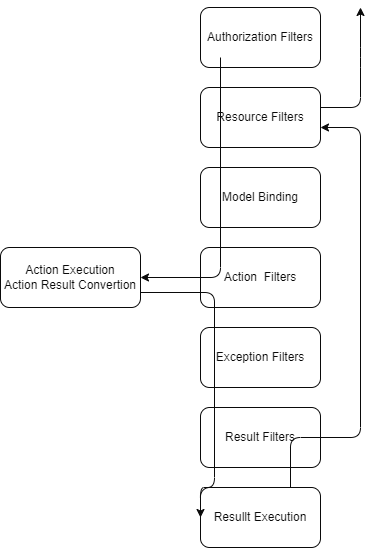 Authorization Filters
Resource Filters
Model Binding
Action Execution
Action Result Convertion
Action  Filters
Exception Filters
Result Filters
Resullt Execution